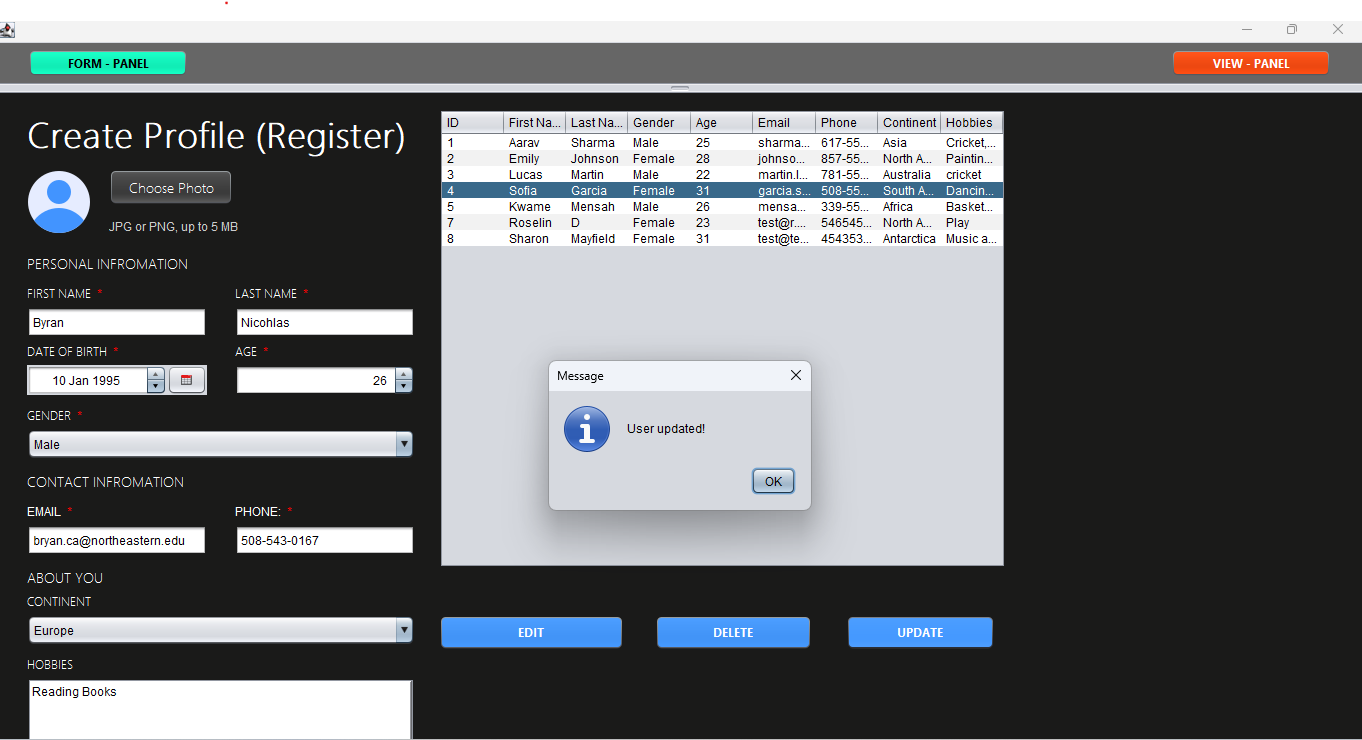 FORM - PANEL
VIEW - PANEL
Create Profile (Register)
Choose Photo
JPG or PNG, up to 5 MB
PERSONAL INFROMATION
FIRST NAME *
LAST NAME *
Byran
Nicohlas
DATE OF BIRTH *
AGE *
10 Jan 1995
26
GENDER *
Male
CONTACT INFROMATION
EMAIL *
PHONE: *
bryan.ca@northeastern.edu
508-543-0167
ABOUT YOU
CONTINENT
Europe
HOBBIES
Reading Books
ID First Na... Last Na... Gender Age Email Phone Continent Hobbies
1 Aarav Sharma Male 25 sharma... 617-55... Asia Cricket,...
2 Emily Johnson Female 28 johnso... 857-55... North A... Paintin...
3 Lucas Martin Male 22 martin.l... 781-55... Australia cricket
4 Sofia Garcia Female 31 garcia.s... 508-55... South A... Dancin...
5 Kwame Mensah Male 26 mensa... 339-55... Africa Basket...
7 Roselin D Female 23 test@r.... 546545... North A... Play
8 Sharon Mayfield Female 31 test@te... 454353... Antarctica Music a...
Message
User updated!
OK
EDIT
DELETE
UPDATE